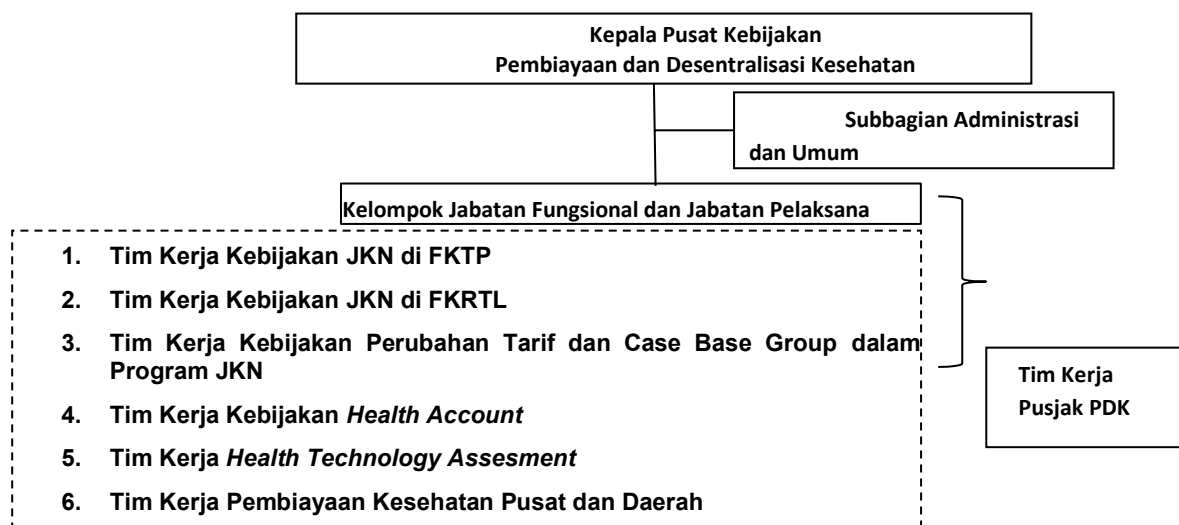 Kepala Pusat Kebijakan
Pembiayaan dan Desentralisasi Kesehatan
Subbagian Administrasi
dan Umum
Kelompok Jabatan Fungsional dan Jabatan Pelaksana
1. Tim Kerja Kebijakan JKN di FKTP
2. Tim Kerja Kebijakan JKN di FKRTL
3. Tim Kerja Kebijakan Perubahan Tarif dan Case Base Group dalam
Program JKN
4. Tim Kerja Kebijakan Health Account
5. Tim Kerja Health Technology Assesment
6. Tim Kerja Pembiayaan Kesehatan Pusat dan Daerah
Tim Kerja
Pusjak PDK